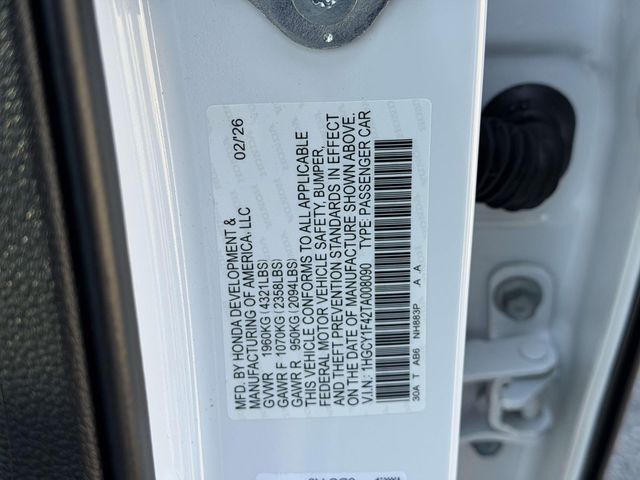 MFD. BY HONDA DEVELOPMENT & 02/26
MANUFACTURING OF AMERICA- LLC
GVWR 1960KG (4321LBS)
GAWR F 1070KG (2358LBS)
GAWR R 950KG (2094LBS)
THIS VEHICLE CONFORMS TO ALL APPLICABLE
FEDERAL MOTOR VEHICLE SAFETY, BUMPER,
AND THEFT PREVENTION STANDARDS IN EFFECT
ON THE DATE OF MANUFACTURE SHOWN ABOVE.
V.I.N. 1HGCY1F42TA008090 TYPE: PASSENGER CAR
30A T AB6 NH883P A A